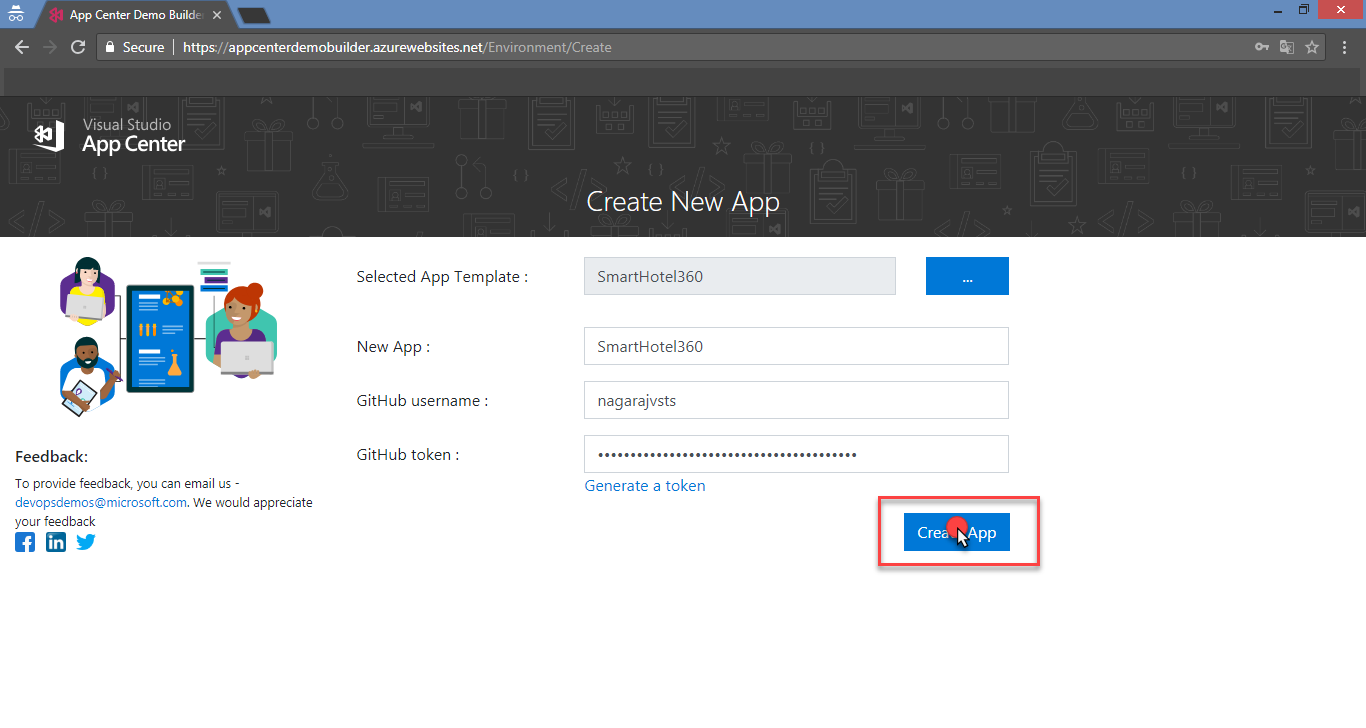 App Center Demo Builde
Secure
https://appcenterdemobuilder.azurewebsites.net/Environment/Create
Visual Studio
App Center
Create New App
Selected App Template :
SmartHotel360
...
New App :
SmartHotel360
GitHub username :
nagarajvsts
GitHub token :
••••••••••••••••••••••••••••••••••••••••
Generate a token
Create App
Feedback:
To provide feedback, you can email us -
devopsdemos@microsoft.com. We would appreciate
your feedback